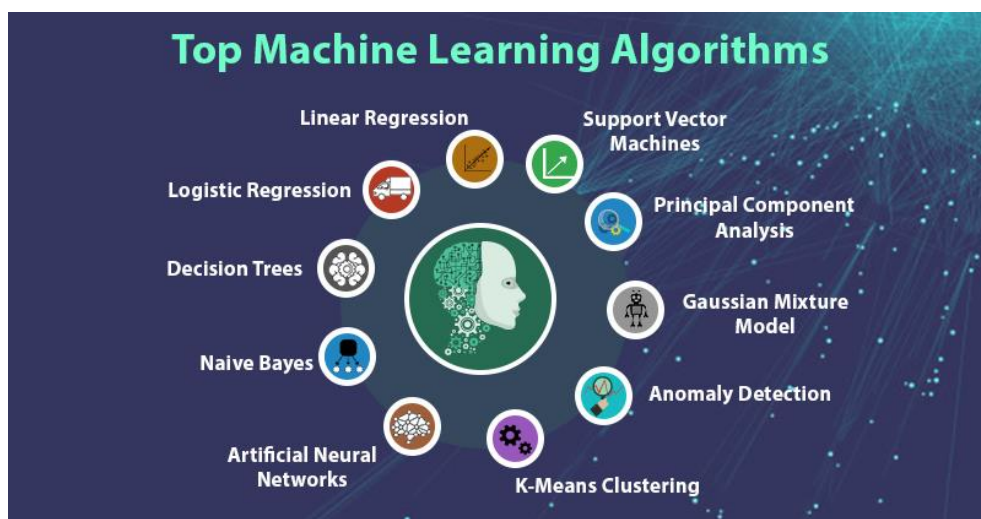 Top Machine Learning Algorithms
Linear Regression
Support Vector
Machines
Logistic Regression
Principal Component
Analysis
Decision Trees
Gaussian Mixture
Model
Naive Bayes
Anomaly Detection
Artificial Neural
Networks
K-Means Clustering